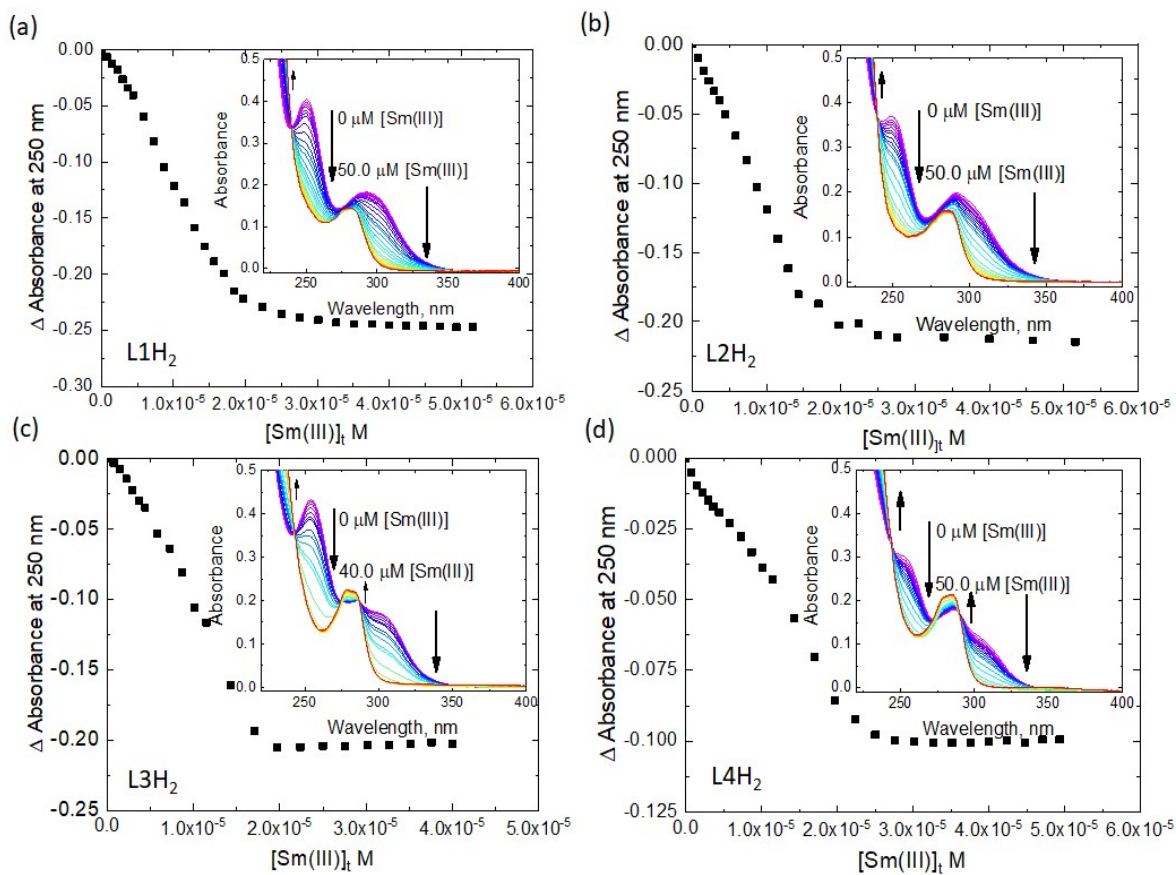 (a)
Δ Absorbance at 250 nm
0.00
-0.05
-0.10
-0.15
-0.20
-0.25
-0.30
0.0 1.0x10⁻⁵ 2.0x10⁻⁵ 3.0x10⁻⁵ 4.0x10⁻⁵ 5.0x10⁻⁵ 6.0x10⁻⁵
[Sm(III)]ₜ M
L1H₂
Absorbance
0.5
0.4
0.3
0.2
0.1
0.0
250 300 350 400
Wavelength, nm
0 μM [Sm(III)]
50.0 μM [Sm(III)]
(b)
Δ Absorbance at 250 nm
0.00
-0.05
-0.10
-0.15
-0.20
-0.25
0.0 1.0x10⁻⁵ 2.0x10⁻⁵ 3.0x10⁻⁵ 4.0x10⁻⁵ 5.0x10⁻⁵ 6.0x10⁻⁵
[Sm(III)]ₜ M
L2H₂
Absorbance
0.5
0.4
0.3
0.2
0.1
0.0
250 300 350 400
Wavelength, nm
0 μM [Sm(III)]
50.0 μM [Sm(III)]
(c)
Δ Absorbance at 250 nm
0.00
-0.05
-0.10
-0.15
-0.20
-0.25
0.0 1.0x10⁻⁵ 2.0x10⁻⁵ 3.0x10⁻⁵ 4.0x10⁻⁵ 5.0x10⁻⁵
[Sm(III)]ₜ M
L3H₂
Absorbance
0.5
0.4
0.3
0.2
0.1
0.0
250 300 350 400
Wavelength, nm
0 μM [Sm(III)]
40.0 μM [Sm(III)]
(d)
Δ Absorbance at 250 nm
0.000
-0.025
-0.050
-0.075
-0.100
-0.125
0.0 1.0x10⁻⁵ 2.0x10⁻⁵ 3.0x10⁻⁵ 4.0x10⁻⁵ 5.0x10⁻⁵ 6.0x10⁻⁵
[Sm(III)]ₜ M
L4H₂
Absorbance
0.5
0.4
0.3
0.2
0.1
0.0
250 300 350 400
Wavelength, nm
0 μM [Sm(III)]
50.0 μM [Sm(III)]